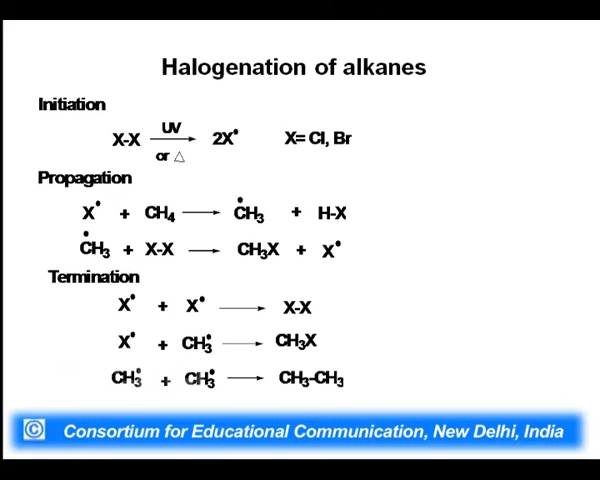 Halogenation of alkanes
Initiation
X-X UV or △ → 2X• X= Cl, Br
Propagation
X• + CH₄ → •CH₃ + H-X
•CH₃ + X-X → CH₃X + X•
Termination
X• + X• → X-X
X• + CH₃• → CH₃X
CH₃• + CH₃• → CH₃-CH₃
© Consortium for Educational Communication, New Delhi, India